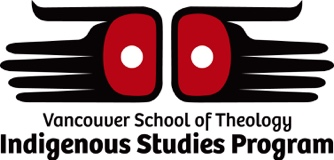 Vancouver School of Theology
Indigenous Studies Program